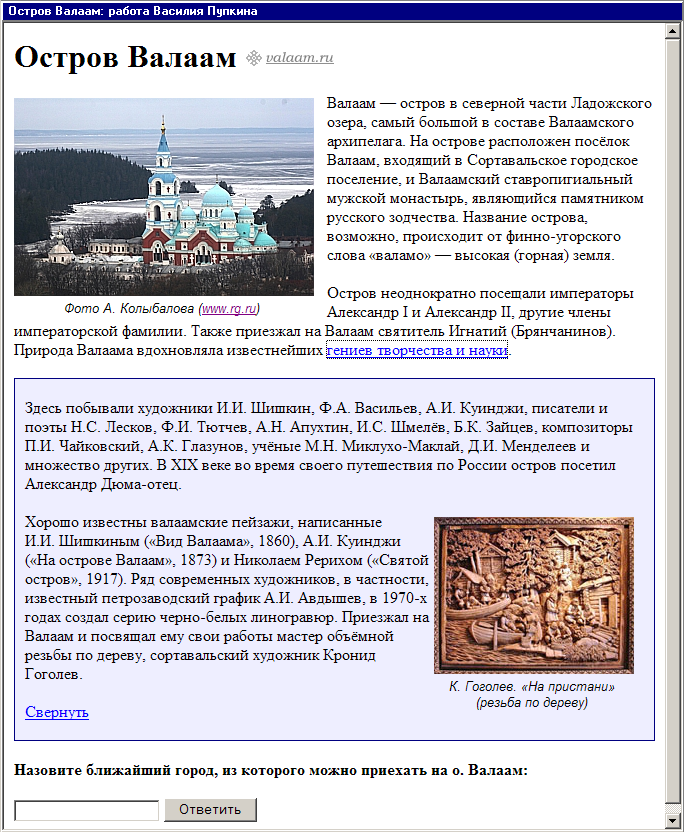 Остров Валаам: работа Василия Пупкина
Остров Валаам valaam.ru
Валаам — остров в северной части Ладожского
озера, самый большой в составе Валаамского
архипелага. На острове расположен посёлок
Валаам, входящий в Сортавальское городское
поселение, и Валаамский ставропигиальный
мужской монастырь, являющийся памятником
русского зодчества. Название острова,
возможно, происходит от финно-угорского
слова «валамо» — высокая (горная) земля.
Фото А. Колыбалова (www.rg.ru)
Остров неоднократно посещали императоры
Александр I и Александр II, другие члены
императорской фамилии. Также приезжал на Валаам святитель Игнатий (Брянчанинов).
Природа Валаама вдохновляла известнейших гениев творчества и науки.
Здесь побывали художники И.И. Шишкин, Ф.А. Васильев, А.И. Куинджи, писатели и
поэты Н.С. Лесков, Ф.И. Тютчев, А.Н. Апухтин, И.С. Шмелёв, Б.К. Зайцев, композиторы
П.И. Чайковский, А.К. Глазунов, учёные М.Н. Миклухо-Маклай, Д.И. Менделеев и
множество других. В XIX веке во время своего путешествия по России остров посетил
Александр Дюма-отец.
Хорошо известны валаамские пейзажи, написанные
И.И. Шишкиным («Вид Валаама», 1860), А.И. Куинджи
(«На острове Валаам», 1873) и Николаем Рерихом («Святой
остров», 1917). Ряд современных художников, в частности,
известный петрозаводский график А.И. Авдышев, в 1970-х
годах создал серию черно-белых линогравюр. Приезжал на
Валаам и посвящал ему свои работы мастер объёмной
резьбы по дереву, сортавальский художник Кронид
Гоголев.
К. Гоголев. «На пристани»
(резьба по дереву)
Свернуть
Назовите ближайший город, из которого можно приехать на о. Валаам:
Ответить